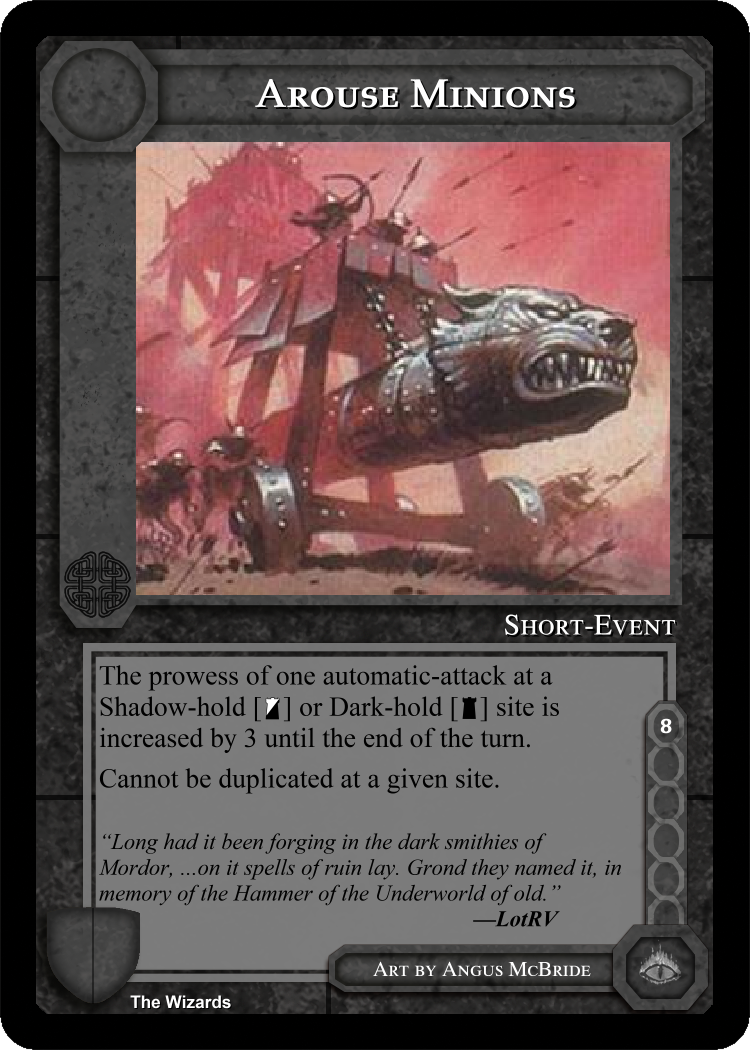 Arouse Minions
Short-Event
The prowess of one automatic-attack at a
Shadow-hold [ ] or Dark-hold [ ] site is
increased by 3 until the end of the turn.
Cannot be duplicated at a given site.
8
“Long had it been forging in the dark smithies of
Mordor, ...on it spells of ruin lay. Grond they named it, in
memory of the Hammer of the Underworld of old.”
—LotRV
Art by Angus McBride
The Wizards